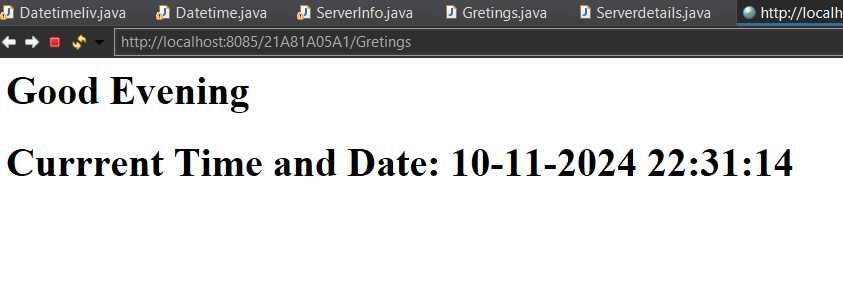 Datetimeliv.java Datetime.java ServerInfo.java Gretings.java Serverdetails.java http://localh
http://localhost:8085/21A81A05A1/Gretings
Good Evening
Currrent Time and Date: 10-11-2024 22:31:14